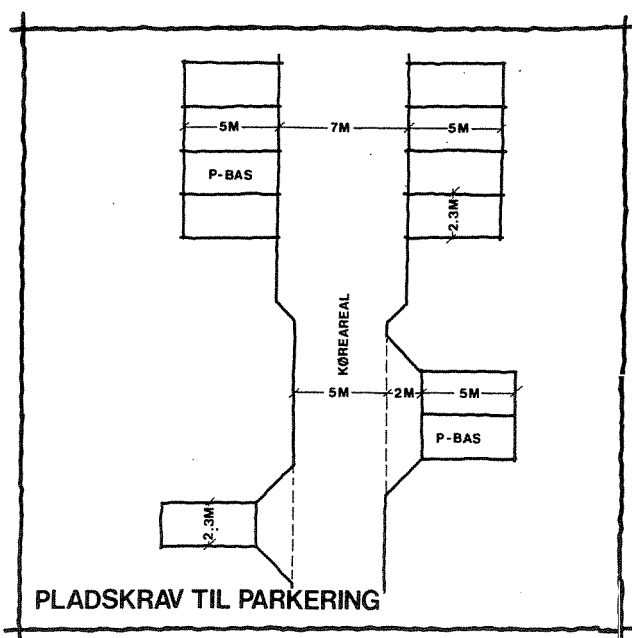 5M 7M 5M
P-BAS
2.3M
KØREAREAL
5M 2M 5M
P-BAS
2.3M
PLADSKRAV TIL PARKERING